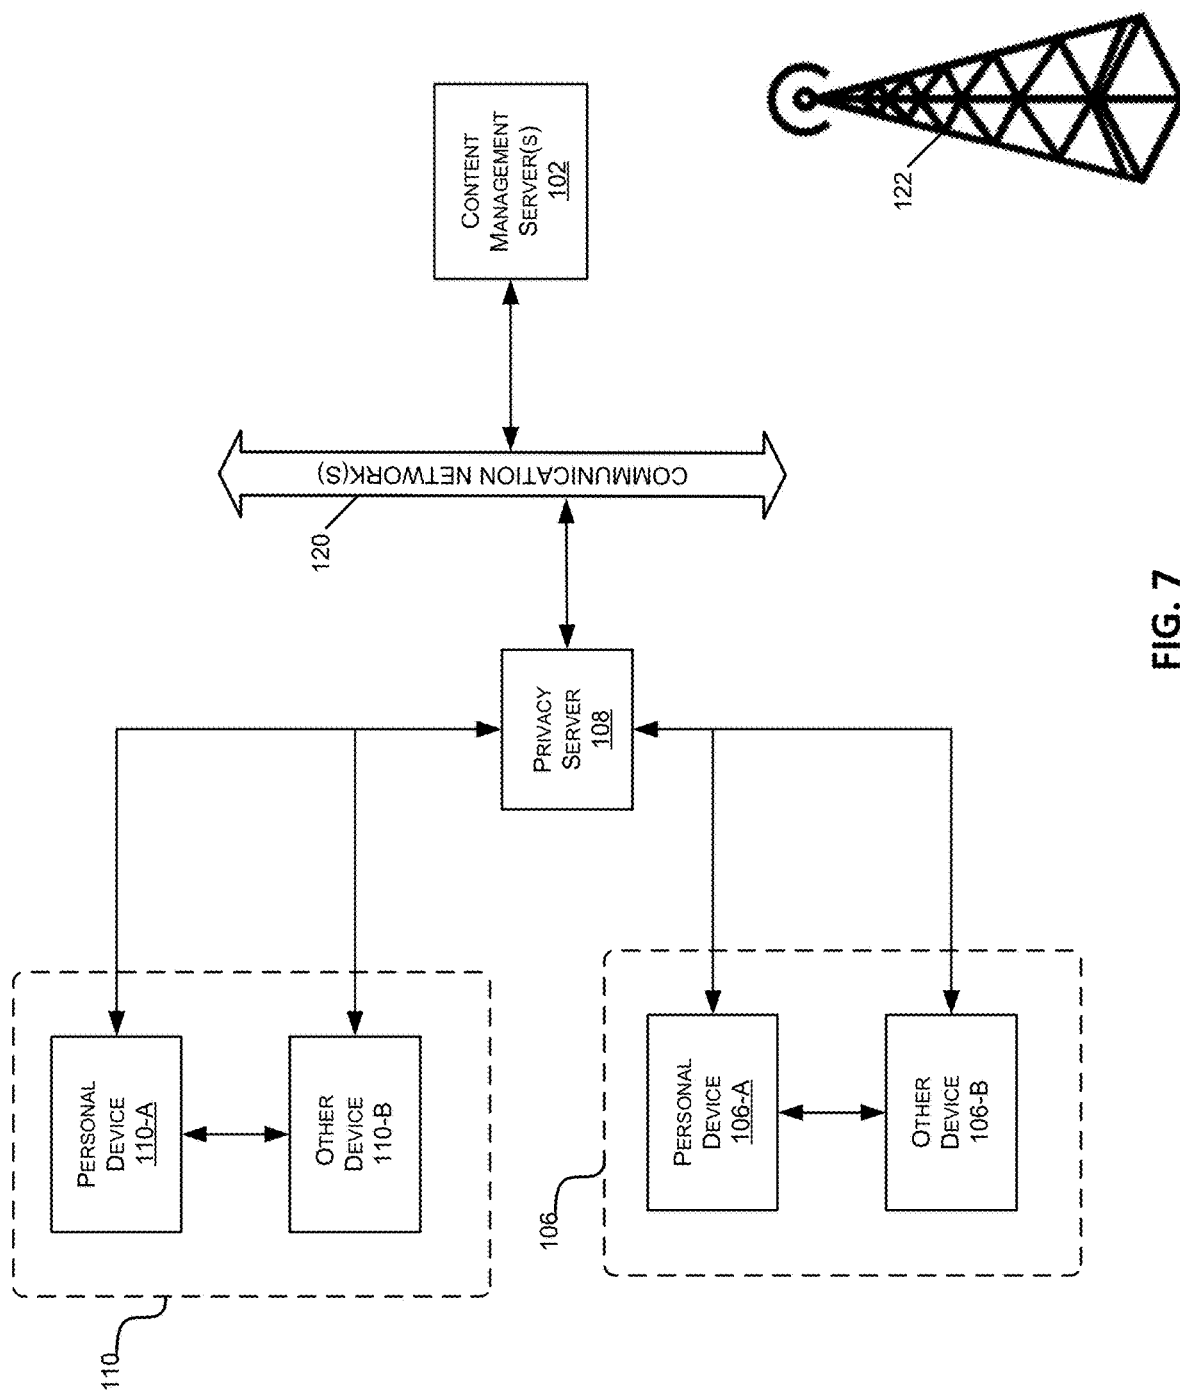 110
PERSONAL
DEVICE
110-A
OTHER
DEVICE
110-B
106
PERSONAL
DEVICE
106-A
OTHER
DEVICE
106-B
PRIVACY
SERVER
108
120
COMMUNICATION NETWORK(S)
CONTENT
MANAGEMENT
SERVER(S)
102
122
FIG. 7